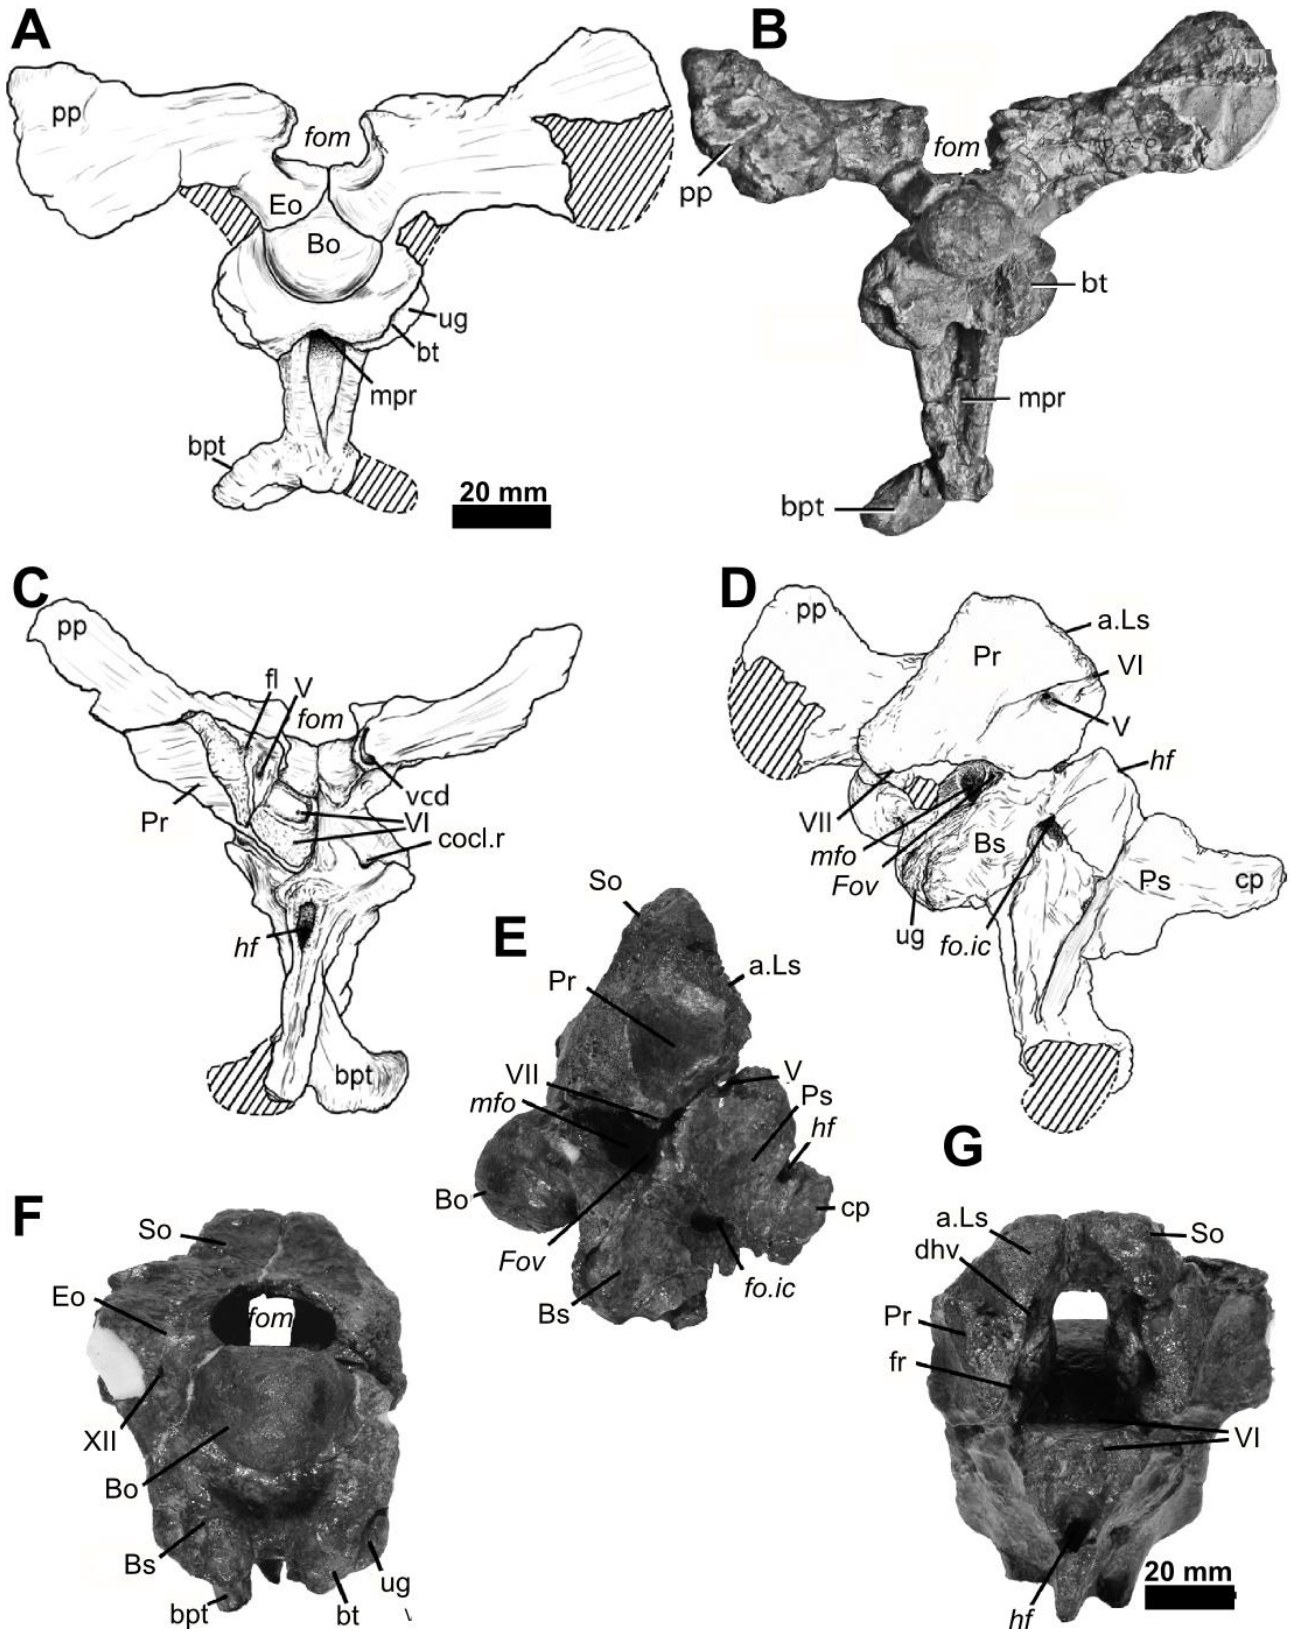 A
pp
fom
Eo
Bo
ug
bt
mpr
bpt
20 mm
B
fom
pp
bt
mpr
bpt
C
pp
fl
V
fom
Pr
vcd
VI
cocl.r
hf
bpt
D
pp
a.Ls
Pr
VI
V
hf
VII
mfo
Fov
Bs
Ps
cp
ug
fo.ic
E
So
Pr
a.Ls
VII
V
mfo
Ps
hf
Bo
cp
Fov
Bs
fo.ic
F
So
Eo
fom
XII
Bo
Bs
ug
bpt
bt
G
a.Ls
So
dhv
Pr
fr
VI
20 mm
hf